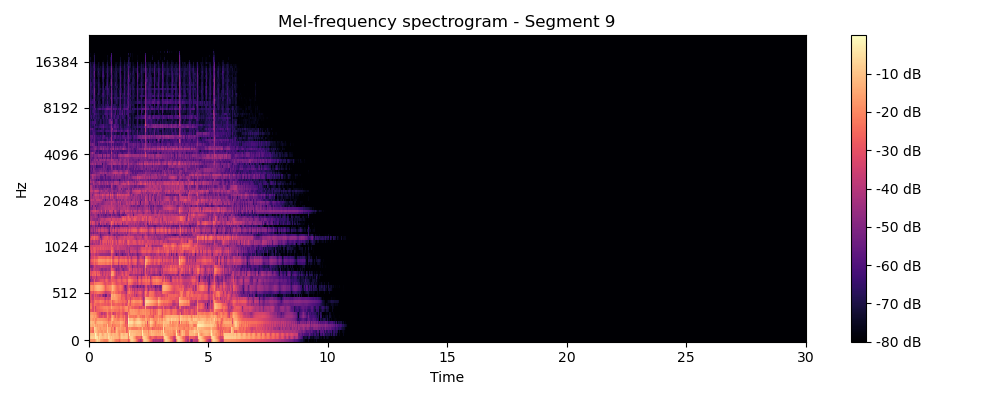 Mel-frequency spectrogram - Segment 9
Hz
16384
8192
4096
2048
1024
512
0
0 5 10 15 20 25 30
Time
-10 dB
-20 dB
-30 dB
-40 dB
-50 dB
-60 dB
-70 dB
-80 dB